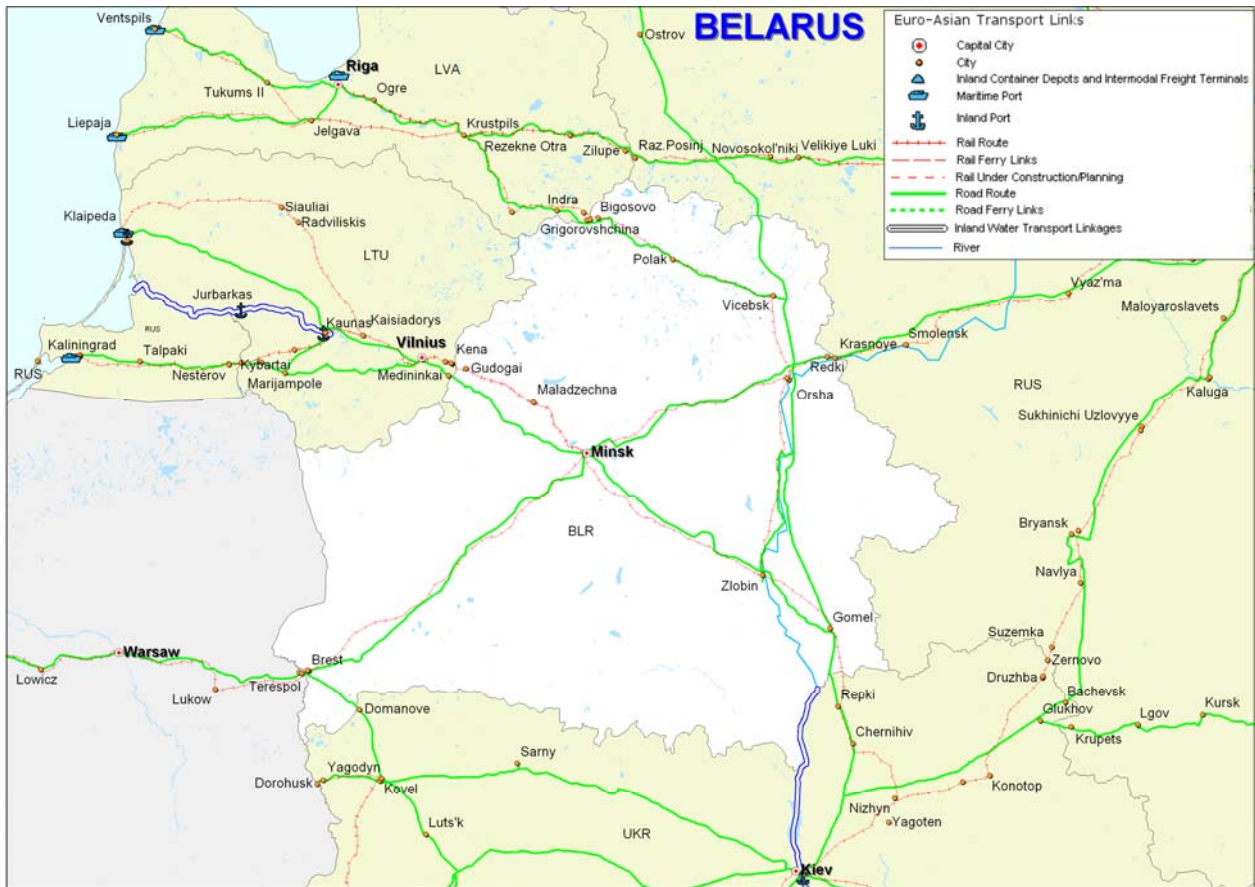 BELARUS
Euro-Asian Transport Links
Capital City
City
Inland Container Depots and Intermodal Freight Terminals
Maritime Port
Inland Port
Rail Route
Rail Ferry Links
Rail Under Construction/Planning
Road Route
Road Ferry Links
Inland Water Transport Linkages
River
Ventspils
Ostrov
Riga
LVA
Tukums II
Ogre
Liepaja
Jelgava
Krustpils
Rezekne Otra
Zilupe
Raz.Posinj
Novosokol'niki
Velikiye Luki
Siauliai
Radviliskis
Klaipeda
Indra
Bigosovo
Grigorovshchina
LTU
Polak
Vicebsk
Vyaz'ma
Maloyaroslavets
Jurbarkas
RUS
Kaunas
Kaisiadorys
Smolensk
Kaliningrad
Talpaki
Vilnius
Kena
Krasnoye
Redki
RUS
Nesterov
Kybartai
Marijampole
Medininkai
Gudogai
Maladzechna
Orsha
RUS
Kaluga
Sukhinichi Uzlovyye
Minsk
BLR
Bryansk
Zlobin
Navlya
Gomel
Suzemka
Warsaw
Brest
Zernovo
Lowicz
Lukow
Terespol
Druzhba
Domanove
Repki
Bachevsk
Glukhov
Lgov
Kursk
Krupets
Chernihiv
Sarny
Yagodyn
Dorohusk
Kovel
Konotop
Nizhyn
Luts'k
UKR
Yagoten
Kiev